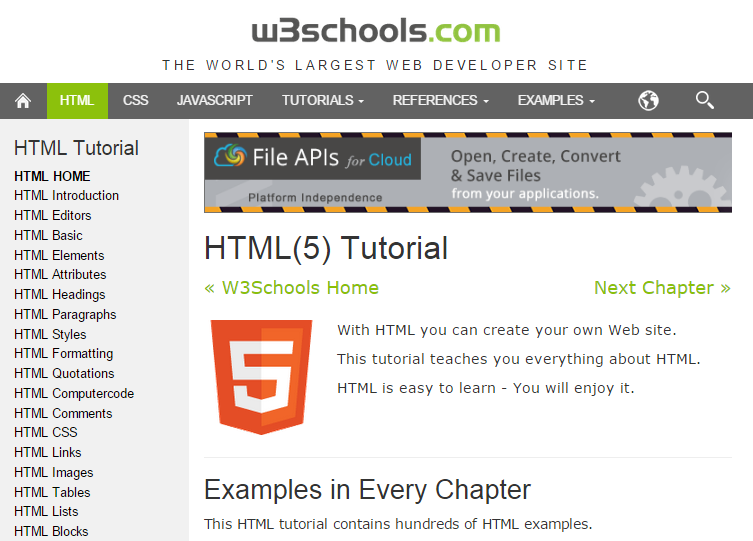 w3schools.com
THE WORLD'S LARGEST WEB DEVELOPER SITE
HTML CSS JAVASCRIPT TUTORIALS REFERENCES EXAMPLES
HTML Tutorial
HTML HOME
HTML Introduction
HTML Editors
HTML Basic
HTML Elements
HTML Attributes
HTML Headings
HTML Paragraphs
HTML Styles
HTML Formatting
HTML Quotations
HTML Computercode
HTML Comments
HTML CSS
HTML Links
HTML Images
HTML Tables
HTML Lists
HTML Blocks
File APIs for Cloud
Platform Independence
Open, Create, Convert
& Save Files
from your applications.
HTML(5) Tutorial
« W3Schools Home
Next Chapter »
5
With HTML you can create your own Web site.
This tutorial teaches you everything about HTML.
HTML is easy to learn - You will enjoy it.
Examples in Every Chapter
This HTML tutorial contains hundreds of HTML examples.